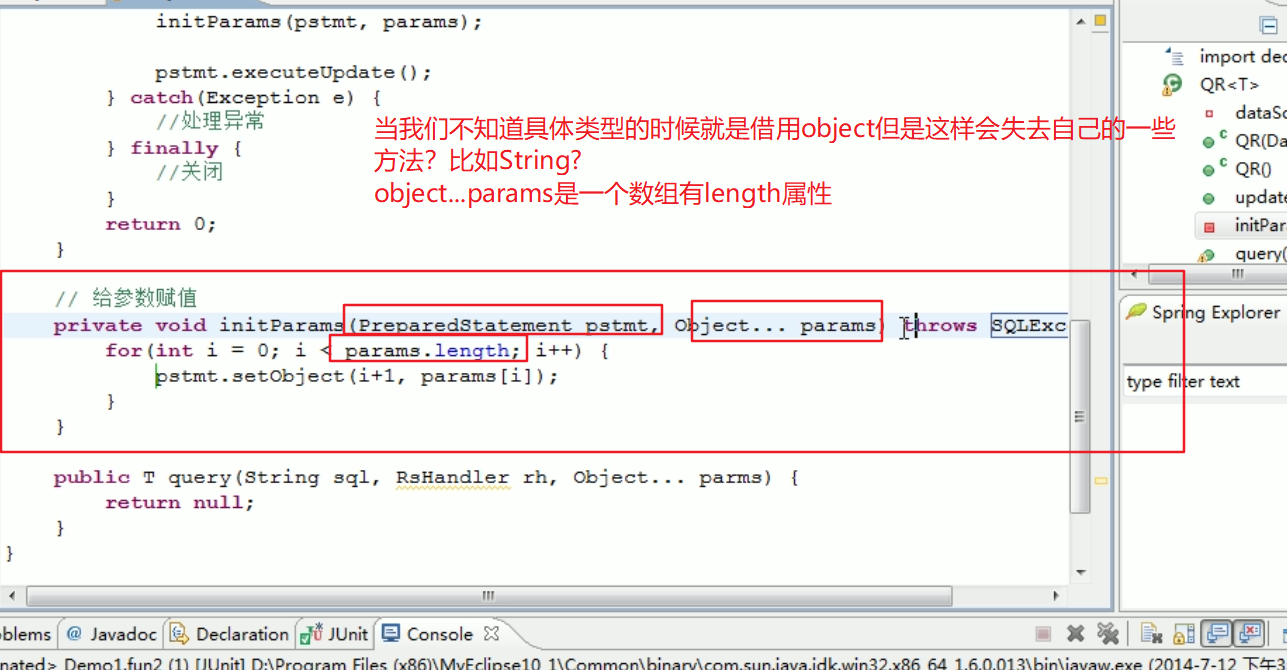 initParams(pstmt, params);
import dec
QR<T>
pstmt.executeUpdate();
} catch(Exception e) {
//处理异常
dataSo
当我们不知道具体类型的时候就是借用object但是这样会失去自己的一些
QR(Da
} finally {
方法？比如String?
//关闭
QR()
}
object...params是一个数组有length属性
update
return 0;
initPar
}
query(
// 给参数赋值
private void initParams(PreparedStatement pstmt, Object... params) throws SQLExc
Spring Explorer
for(int i = 0; i < params.length; i++) {
pstmt.setObject(i+1, params[i]);
type filter text
}
}
public T query(String sql, RsHandler rh, Object... parms) {
return null;
}
}
oblems @ Javadoc Declaration JUnit Console
nated> Demo1.fun2 (1) [JUnit] D:\Program Files (x86)\MyEclipse10_1\Common\binary\com.sun.java.jdk.win32.x86_64_1.6.0.013\bin\javaw.exe (2014-7-12 下午3